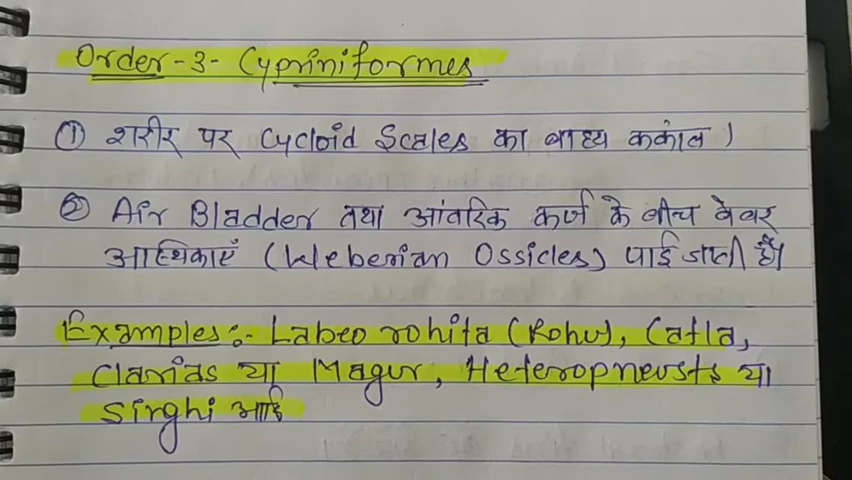 Order-3- Cypriniformes
① शरीर पर Cycloid Scales का बाह्य कंकाल।
② Air Bladder तथा आंतरिक कर्ण के बीच वेबर
अस्थिकाएं (Weberian Ossicles) पाई जाती हैं।
Examples:- Labeo rohita (Rohu), Catla,
Clarias या Magur, Heteropneusts या
Singhi आदि